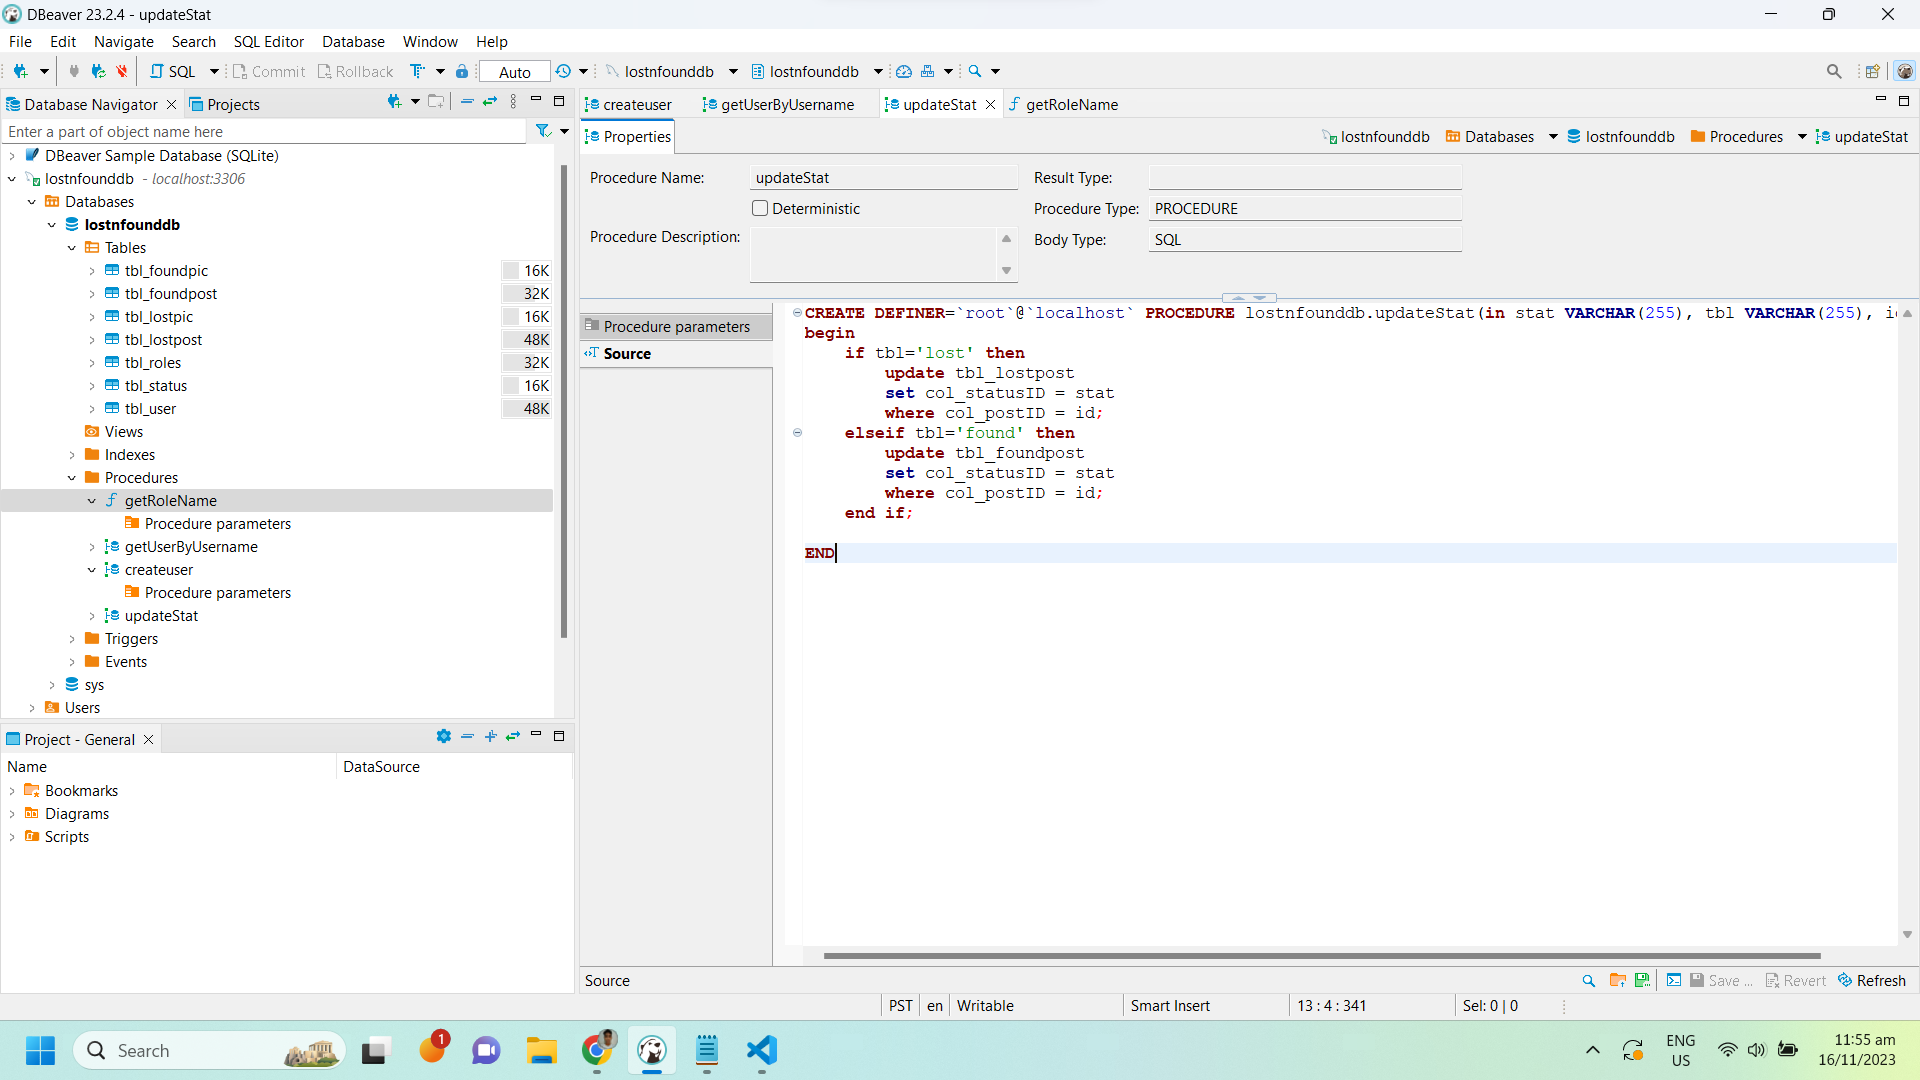 DBeaver 23.2.4 - updateStat
File Edit Navigate Search SQL Editor Database Window Help
SQL Commit Rollback Auto lostnfounddb lostnfounddb
Database Navigator Projects
Enter a part of object name here
DBeaver Sample Database (SQLite)
lostnfounddb - localhost:3306
Databases
lostnfounddb
Tables
tbl_foundpic 16K
tbl_foundpost 32K
tbl_lostpic 16K
tbl_lostpost 48K
tbl_roles 32K
tbl_status 16K
tbl_user 48K
Views
Indexes
Procedures
getRoleName
Procedure parameters
getUserByUsername
createuser
Procedure parameters
updateStat
Triggers
Events
sys
Users
Project - General
Name DataSource
Bookmarks
Diagrams
Scripts
createuser getUserByUsername updateStat getRoleName
Properties lostnfounddb Databases lostnfounddb Procedures updateStat
Procedure Name: updateStat Result Type:
Deterministic Procedure Type: PROCEDURE
Procedure Description: Body Type: SQL
Procedure parameters
Source
CREATE DEFINER=`root`@`localhost` PROCEDURE lostnfounddb.updateStat(in stat VARCHAR(255), tbl VARCHAR(255), i
begin
if tbl='lost' then
update tbl_lostpost
set col_statusID = stat
where col_postID = id;
elseif tbl='found' then
update tbl_foundpost
set col_statusID = stat
where col_postID = id;
end if;
END
Source Save ... Revert Refresh
PST en Writable Smart Insert 13 : 4 : 341 Sel: 0 | 0
Search 1 ENG US 11:55 am 16/11/2023